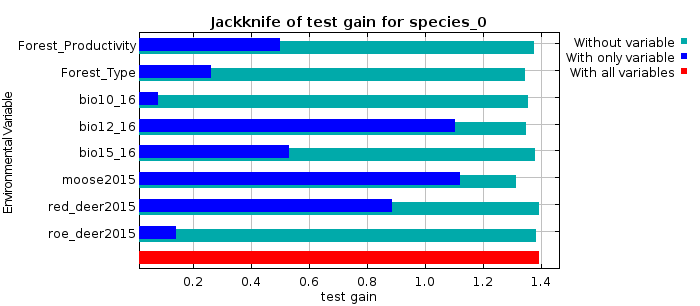 Jackknife of test gain for species_0
Environmental Variable
Forest_Productivity
Forest_Type
bio10_16
bio12_16
bio15_16
moose2015
red_deer2015
roe_deer2015
0.2 0.4 0.6 0.8 1.0 1.2 1.4
test gain
Without variable
With only variable
With all variables